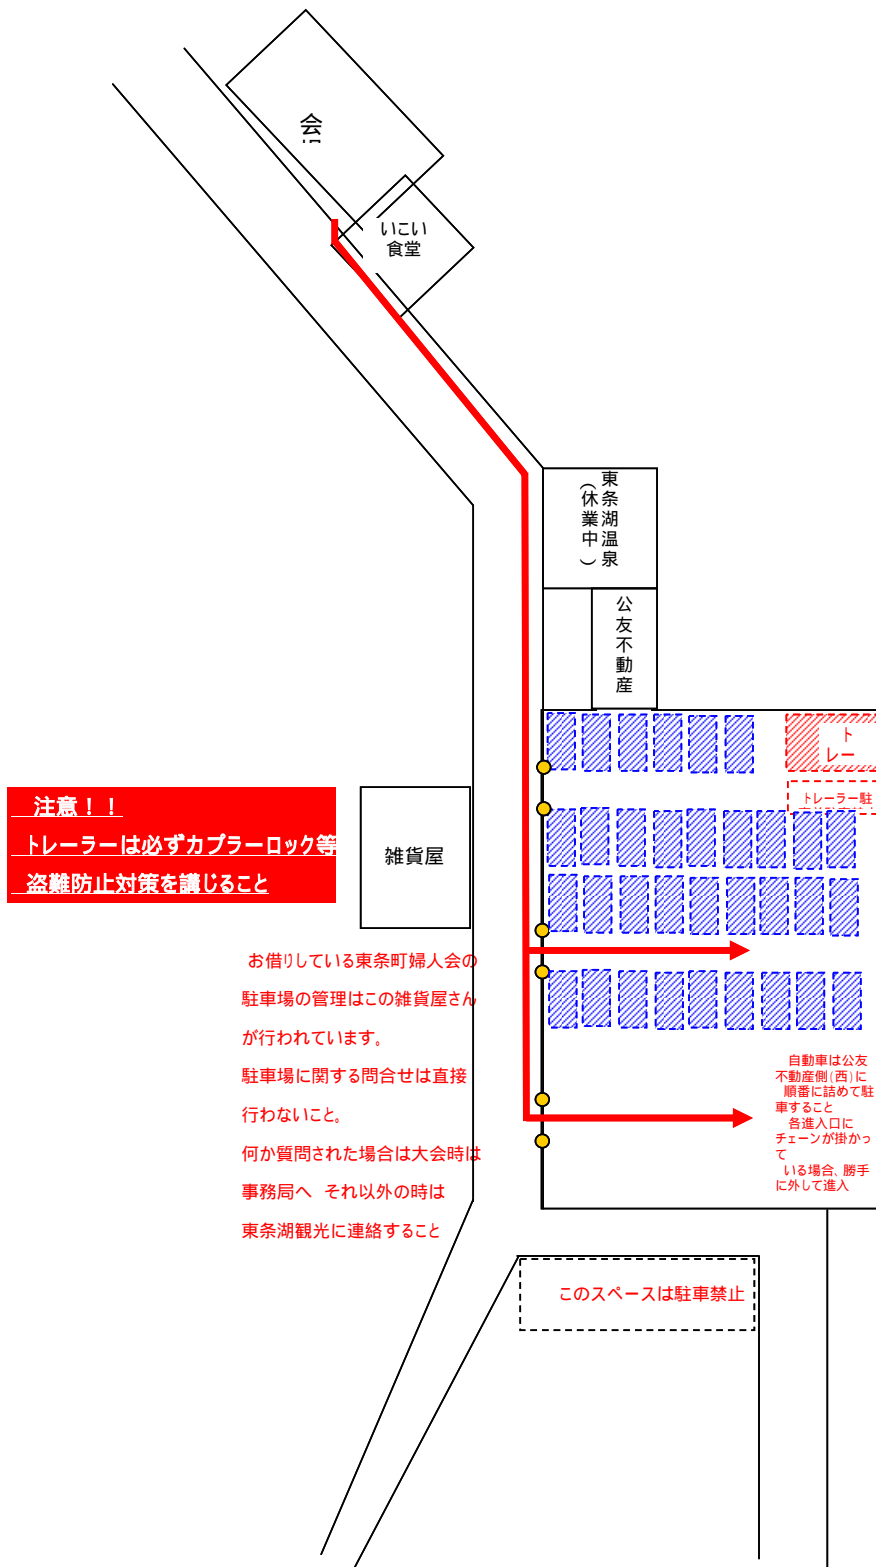 会
いこい
食堂
東条湖温泉
(休業中)
公友不動産
ト
レー
トレーラー駐
注意！！
トレーラーは必ずカプラーロック等
盗難防止対策を講じること
雑貨屋
お借りしている東条町婦人会の
駐車場の管理はこの雑貨屋さん
が行われています。
駐車場に関する問合せは直接
行わないこと。
何か質問された場合は大会時は
事務局へ それ以外の時は
東条湖観光に連絡すること
自動車は公友
不動産側(西)に
順番に詰めて駐
車すること
各進入口に
チェーンが掛かっ
て
いる場合、勝手
に外して進入
このスペースは駐車禁止